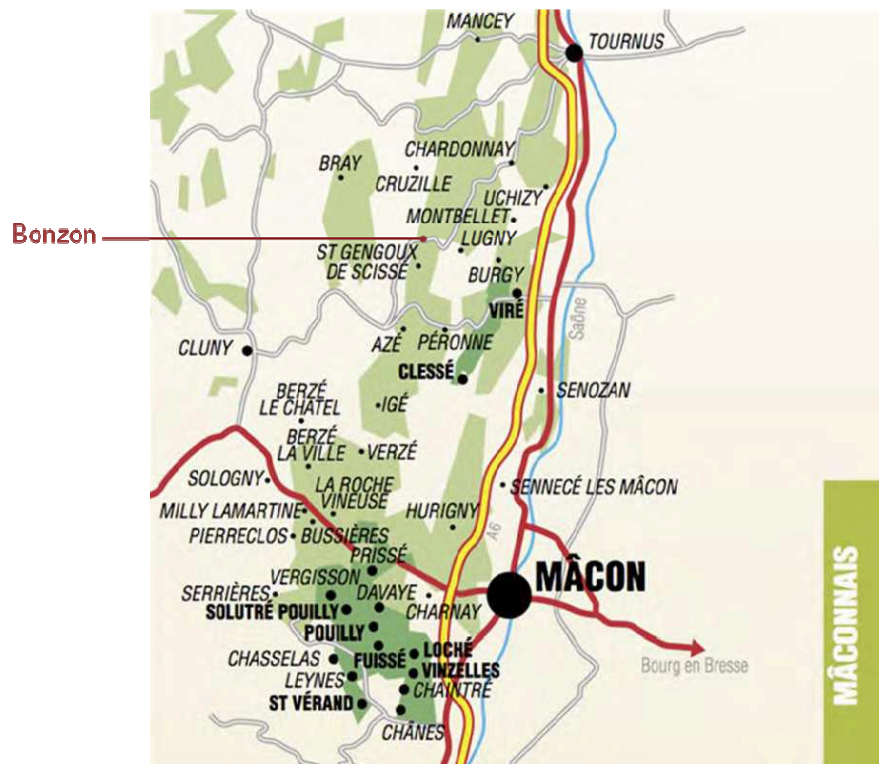 MANCEY
TOURNUS
CHARDONNAY
BRAY
CRUZILLE
UCHIZY
MONTBELLET
Bonzon
LUGNY
ST GENGOUX
DE SCISSÉ
BURGY
VIRÉ
Saône
CLUNY
AZÉ
PÉRONNE
CLESSÉ
BERZÉ
LE CHATEL
IGÉ
SENOZAN
BERZÉ
LA VILLE
VERZÉ
SOLOGNY
LA ROCHE
VINEUSE
SENNECÉ LES MÂCON
MILLY LAMARTINE
HURIGNY
PIERRECLOS
BUSSIÈRES
A6
PRISSÉ
VERGISSON
MÂCON
SERRIÈRES
DAVAYE
SOLUTRÉ POUILLY
CHARNAY
POUILLY
LOCHÉ
FUISSÉ
VINZELLES
CHASSELAS
Bourg en Bresse
LEYNES
CHAINTRÉ
ST VÉRAND
CHÂNES
MÂCONNAIS